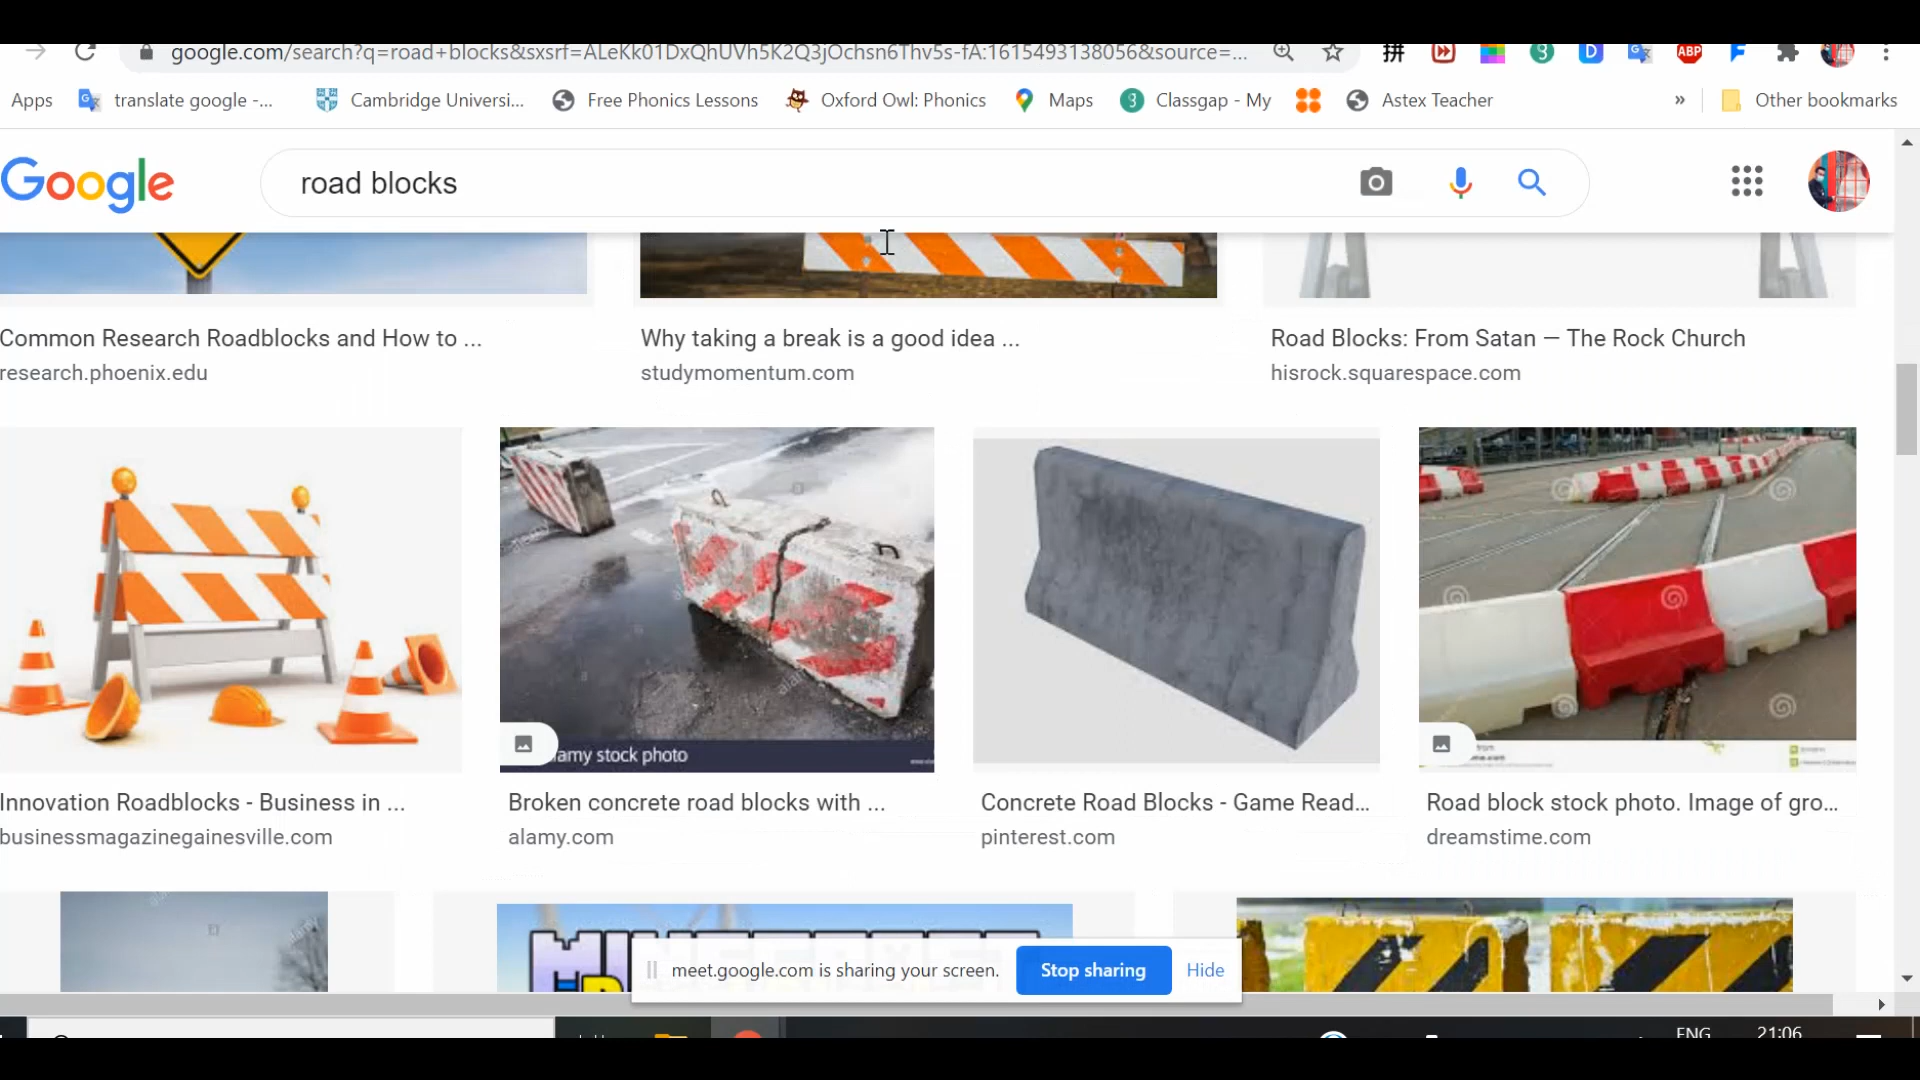 google.com/search?q=road+blocks&sxsrf=ALeKk01DxQhUVh5K2Q3jOchsn6Thv5s-fA:1615493138056&source=...
拼
ABP
Apps
translate google -...
Cambridge Universi...
Free Phonics Lessons
Oxford Owl: Phonics
Maps
Classgap - My
Astex Teacher
»
Other bookmarks
Google
road blocks
Common Research Roadblocks and How to ...
research.phoenix.edu
Why taking a break is a good idea ...
studymomentum.com
Road Blocks: From Satan — The Rock Church
hisrock.squarespace.com
amy stock photo
Innovation Roadblocks - Business in ...
businessmagazinegainesville.com
Broken concrete road blocks with ...
alamy.com
Concrete Road Blocks - Game Read...
pinterest.com
Road block stock photo. Image of gro...
dreamstime.com
meet.google.com is sharing your screen.
Stop sharing
Hide
ENG
21:06